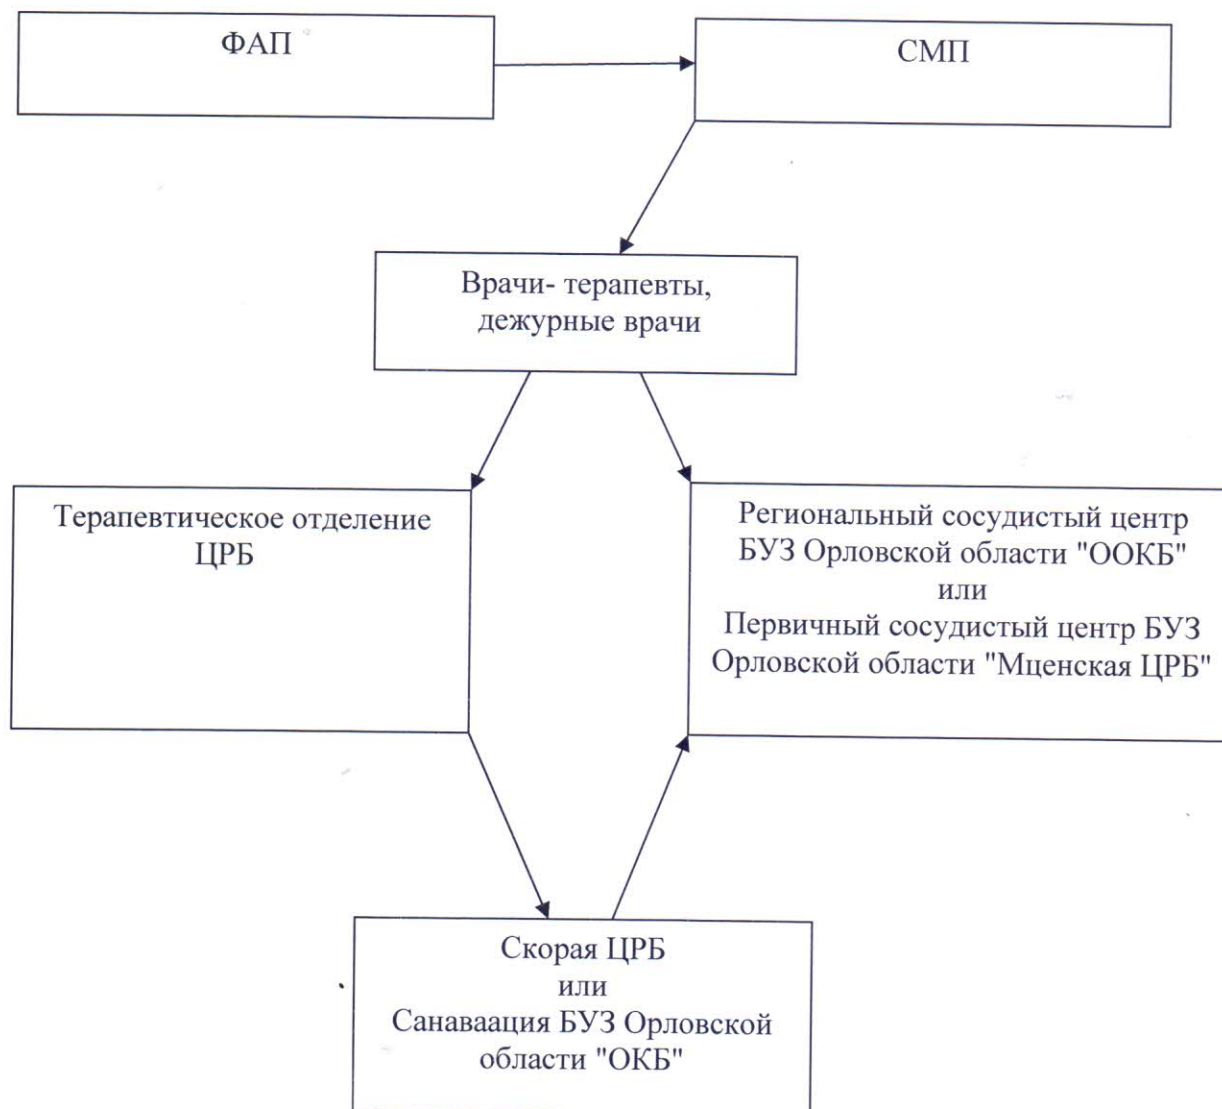 ФАП
СМП
Врачи- терапевты,
дежурные врачи
Терапевтическое отделение
ЦРБ
Региональный сосудистый центр
БУЗ Орловской области "ООКБ"
или
Первичный сосудистый центр БУЗ
Орловской области "Мценская ЦРБ"
Скорая ЦРБ
или
Санаваация БУЗ Орловской
области "ОКБ"